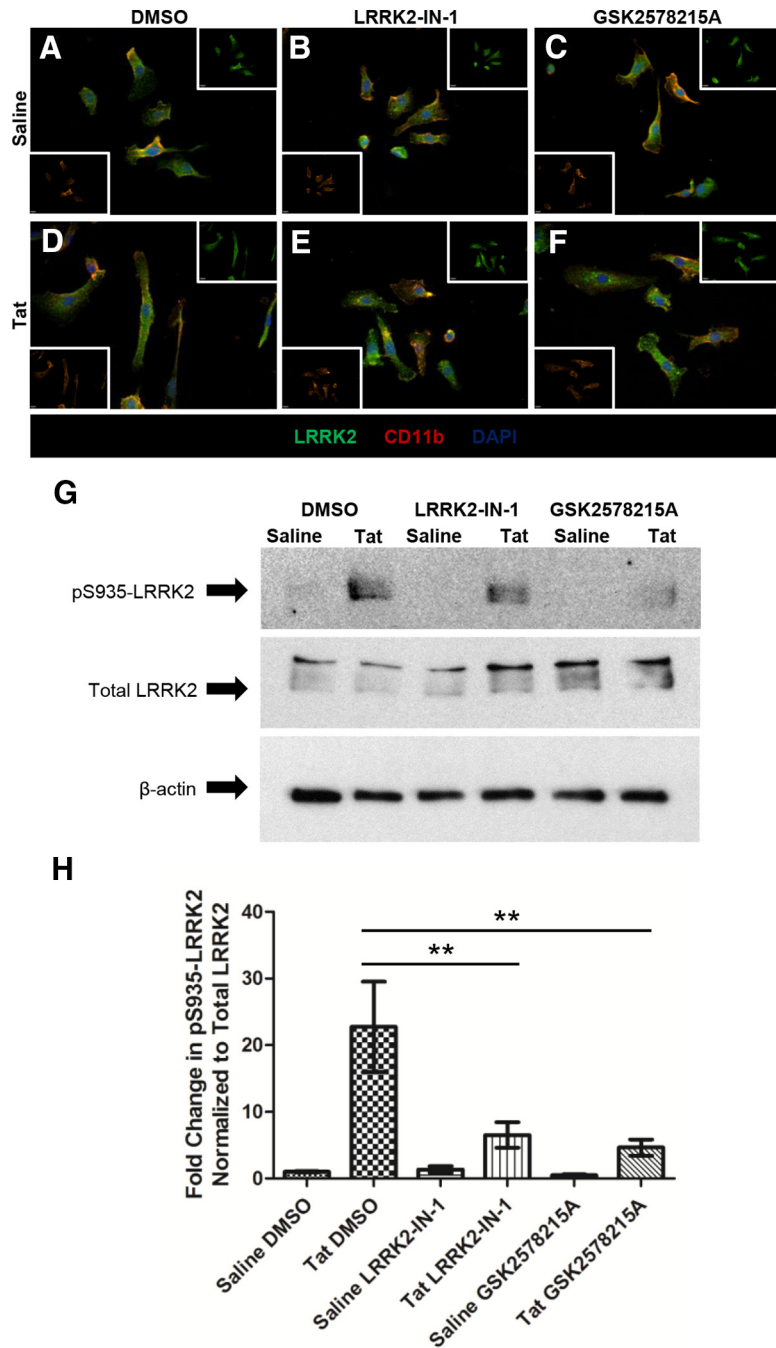 DMSO LRRK2-IN-1 GSK2578215A
A B C
Saline
D E F
Tat
LRRK2 CD11b DAPI
G
DMSO LRRK2-IN-1 GSK2578215A
Saline Tat Saline Tat Saline Tat
pS935-LRRK2
Total LRRK2
β-actin
H
Fold Change in pS935-LRRK2
Normalized to Total LRRK2
40
30
20
10
0
**
**
Saline DMSO
Tat DMSO
Saline LRRK2-IN-1
Tat LRRK2-IN-1
Saline GSK2578215A
Tat GSK2578215A